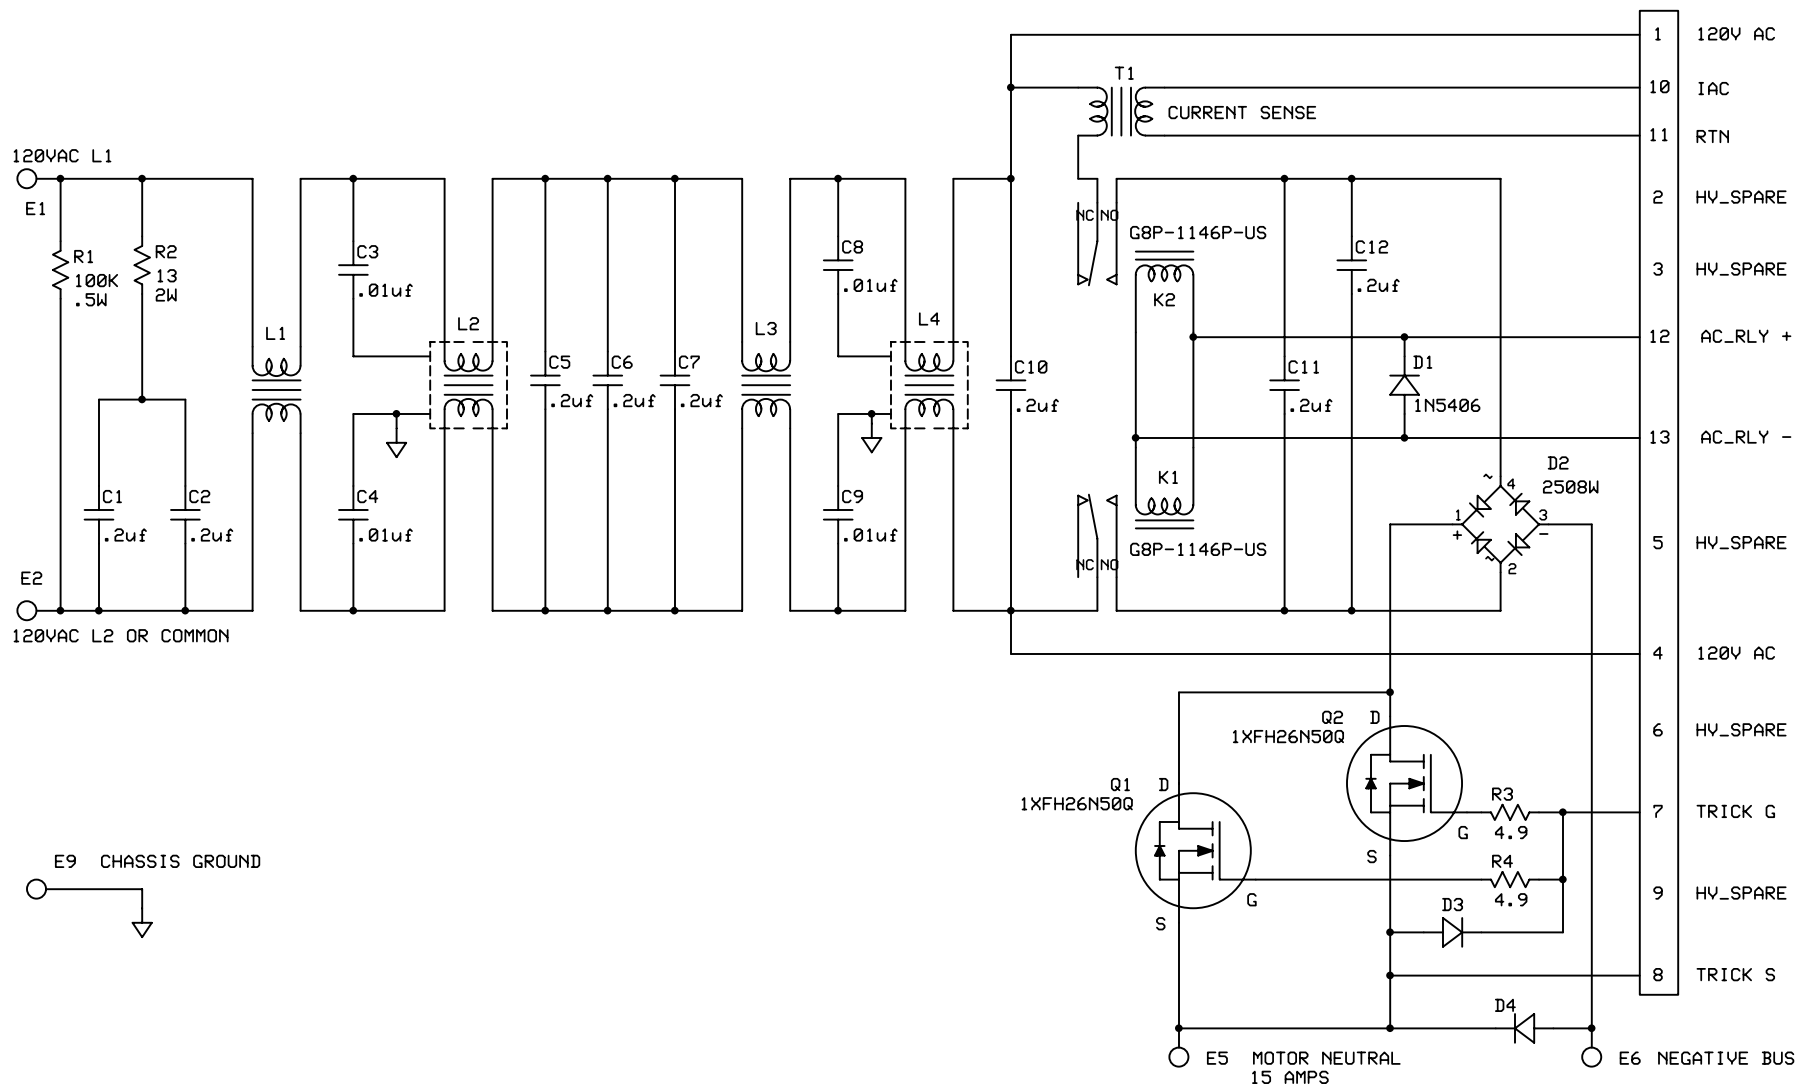 1 120V AC
T1
10 IAC
CURRENT SENSE
11 RTN
120VAC L1
E1
2 HV_SPARE
NC NO
G8P-1146P-US
R1
100K
.5W
R2
13
2W
C3
.01uf
C8
.01uf
C12
.2uf
3 HV_SPARE
K2
L1
L2
L3
L4
12 AC_RLY +
C5
.2uf
C6
.2uf
C7
.2uf
C10
.2uf
C11
.2uf
D1
1N5406
13 AC_RLY -
K1
D2
2508W
~ 4
1
+
3
-
~ 2
C1
.2uf
C2
.2uf
C4
.01uf
C9
.01uf
G8P-1146P-US
NC NO
5 HV_SPARE
E2
120VAC L2 OR COMMON
4 120V AC
Q2 D
1XFH26N50Q
6 HV_SPARE
Q1 D
1XFH26N50Q
R3
4.9
G
S
7 TRICK G
R4
4.9
G
S
9 HV_SPARE
E9 CHASSIS GROUND
D3
8 TRICK S
D4
E5 MOTOR NEUTRAL
15 AMPS
E6 NEGATIVE BUS